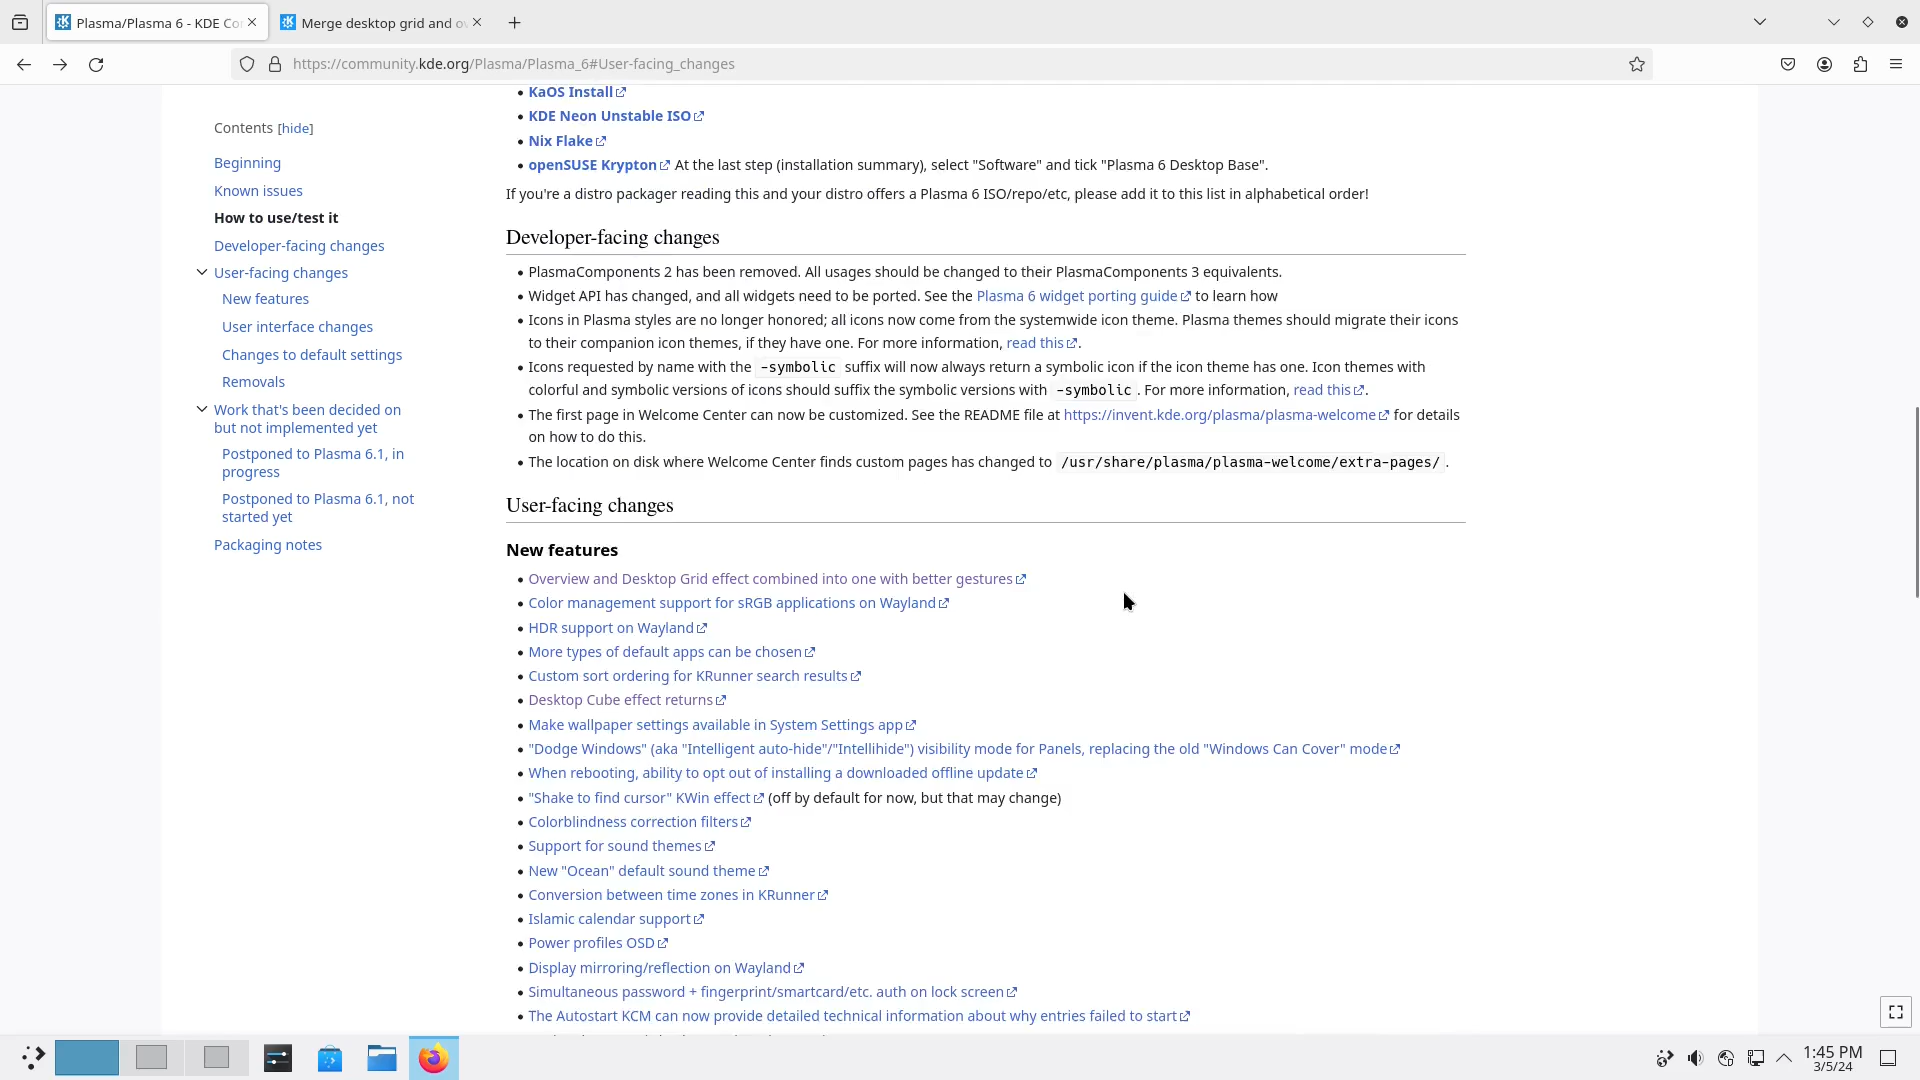 Plasma/Plasma 6 - KDE Co
Merge desktop grid and o
https://community.kde.org/Plasma/Plasma_6#User-facing_changes
Contents [hide]
Beginning
Known issues
How to use/test it
Developer-facing changes
User-facing changes
New features
User interface changes
Changes to default settings
Removals
Work that's been decided on
but not implemented yet
Postponed to Plasma 6.1, in
progress
Postponed to Plasma 6.1, not
started yet
Packaging notes
KaOS Install
KDE Neon Unstable ISO
Nix Flake
openSUSE Krypton At the last step (installation summary), select "Software" and tick "Plasma 6 Desktop Base".
If you're a distro packager reading this and your distro offers a Plasma 6 ISO/repo/etc, please add it to this list in alphabetical order!
Developer-facing changes
PlasmaComponents 2 has been removed. All usages should be changed to their PlasmaComponents 3 equivalents.
Widget API has changed, and all widgets need to be ported. See the Plasma 6 widget porting guide to learn how
Icons in Plasma styles are no longer honored; all icons now come from the systemwide icon theme. Plasma themes should migrate their icons
to their companion icon themes, if they have one. For more information, read this.
Icons requested by name with the -symbolic suffix will now always return a symbolic icon if the icon theme has one. Icon themes with
colorful and symbolic versions of icons should suffix the symbolic versions with -symbolic. For more information, read this.
The first page in Welcome Center can now be customized. See the README file at https://invent.kde.org/plasma/plasma-welcome for details
on how to do this.
The location on disk where Welcome Center finds custom pages has changed to /usr/share/plasma/plasma-welcome/extra-pages/.
User-facing changes
New features
Overview and Desktop Grid effect combined into one with better gestures
Color management support for sRGB applications on Wayland
HDR support on Wayland
More types of default apps can be chosen
Custom sort ordering for KRunner search results
Desktop Cube effect returns
Make wallpaper settings available in System Settings app
"Dodge Windows" (aka "Intelligent auto-hide"/"Intellihide") visibility mode for Panels, replacing the old "Windows Can Cover" mode
When rebooting, ability to opt out of installing a downloaded offline update
"Shake to find cursor" KWin effect (off by default for now, but that may change)
Colorblindness correction filters
Support for sound themes
New "Ocean" default sound theme
Conversion between time zones in KRunner
Islamic calendar support
Power profiles OSD
Display mirroring/reflection on Wayland
Simultaneous password + fingerprint/smartcard/etc. auth on lock screen
The Autostart KCM can now provide detailed technical information about why entries failed to start
1:45 PM
3/5/24